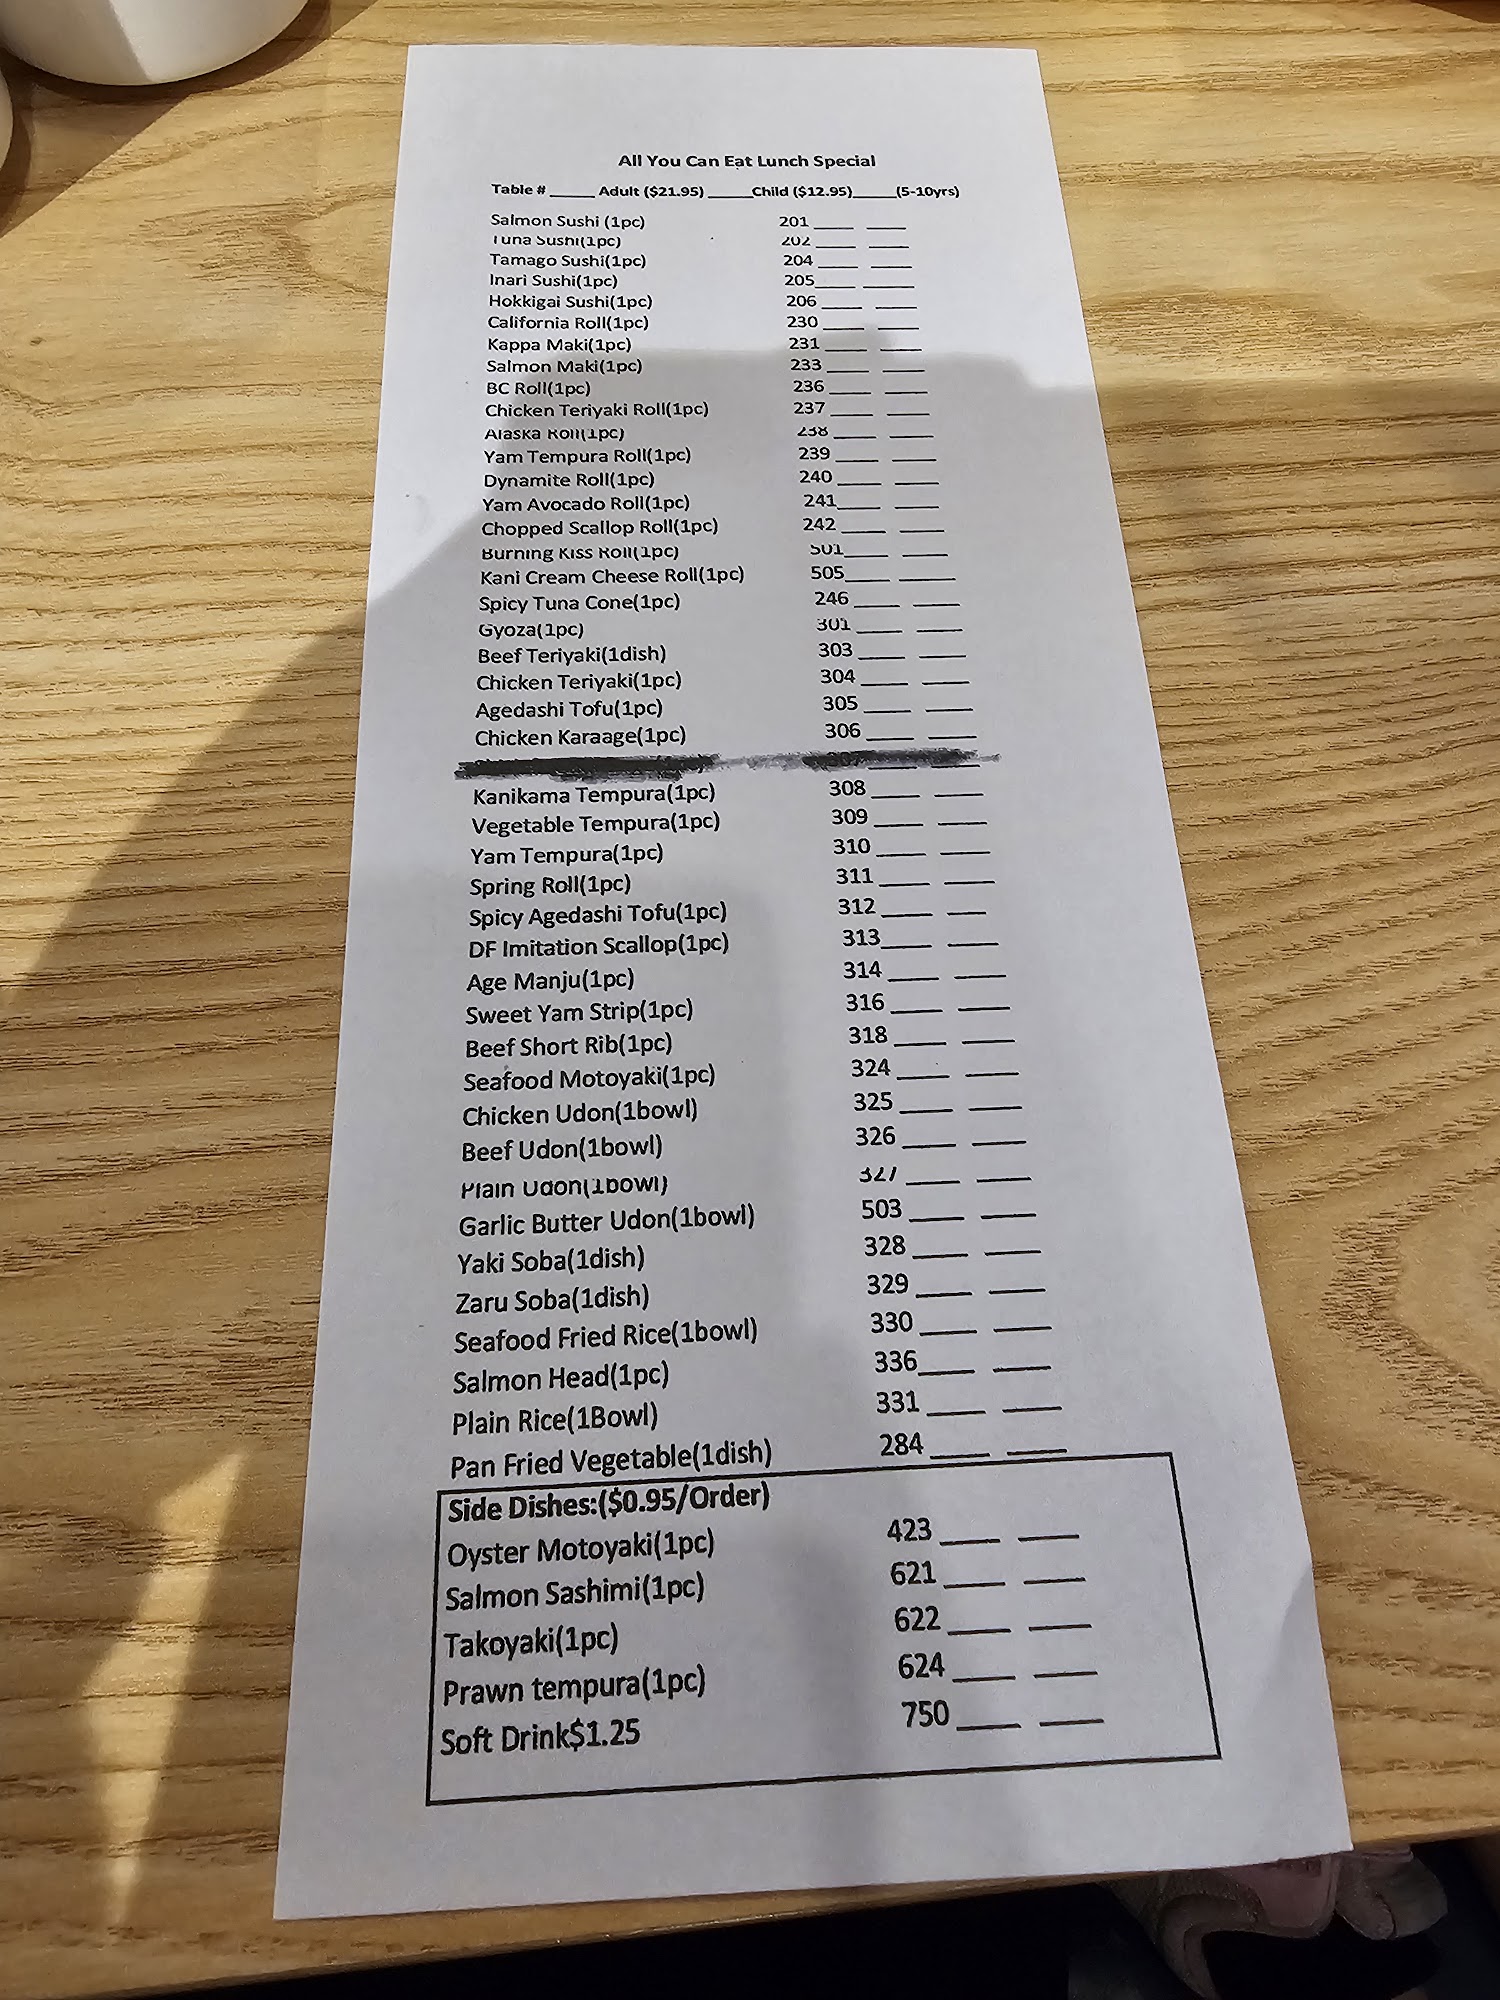 All You Can Eat Lunch Special
Table # _____ Adult ($21.95) _____Child ($12.95)_____(5-10yrs)
Salmon Sushi (1pc) 201 ____ ____
Tuna Sushi(1pc) 202 ____ ____
Tamago Sushi(1pc) 204 ____ ____
Inari Sushi(1pc) 205____ ____
Hokkigai Sushi(1pc) 206 ____ ____
California Roll(1pc) 230 ____ ____
Kappa Maki(1pc) 231 ____ ____
Salmon Maki(1pc) 233 ____ ____
BC Roll(1pc) 236 ____ ____
Chicken Teriyaki Roll(1pc) 237 ____ ____
Alaska Roll(1pc) 238 ____ ____
Yam Tempura Roll(1pc) 239 ____ ____
Dynamite Roll(1pc) 240 ____ ____
Yam Avocado Roll(1pc) 241____ ____
Chopped Scallop Roll(1pc) 242 ____ ____
Burning Kiss Roll(1pc) 501____ ____
Kani Cream Cheese Roll(1pc) 505____ ____
Spicy Tuna Cone(1pc) 246 ____ ____
Gyoza(1pc) 301 ____ ____
Beef Teriyaki(1dish) 303 ____ ____
Chicken Teriyaki(1pc) 304 ____ ____
Agedashi Tofu(1pc) 305 ____ ____
Chicken Karaage(1pc) 306 ____ ____
307 ____ ____
Kanikama Tempura(1pc) 308 ____ ____
Vegetable Tempura(1pc) 309 ____ ____
Yam Tempura(1pc) 310 ____ ____
Spring Roll(1pc) 311 ____ ____
Spicy Agedashi Tofu(1pc) 312 ____ ____
DF Imitation Scallop(1pc) 313____ ____
Age Manju(1pc) 314 ____ ____
Sweet Yam Strip(1pc) 316 ____ ____
Beef Short Rib(1pc) 318 ____ ____
Seafood Motoyaki(1pc) 324 ____ ____
Chicken Udon(1bowl) 325 ____ ____
Beef Udon(1bowl) 326 ____ ____
Plain Udon(1bowl) 327 ____ ____
Garlic Butter Udon(1bowl) 503 ____ ____
Yaki Soba(1dish) 328 ____ ____
Zaru Soba(1dish) 329 ____ ____
Seafood Fried Rice(1bowl) 330 ____ ____
Salmon Head(1pc) 336____ ____
Plain Rice(1Bowl) 331 ____ ____
Pan Fried Vegetable(1dish) 284 ____ ____
Side Dishes:($0.95/Order)
Oyster Motoyaki(1pc) 423 ____ ____
Salmon Sashimi(1pc) 621 ____ ____
Takoyaki(1pc) 622 ____ ____
Prawn tempura(1pc) 624 ____ ____
Soft Drink$1.25 750 ____ ____